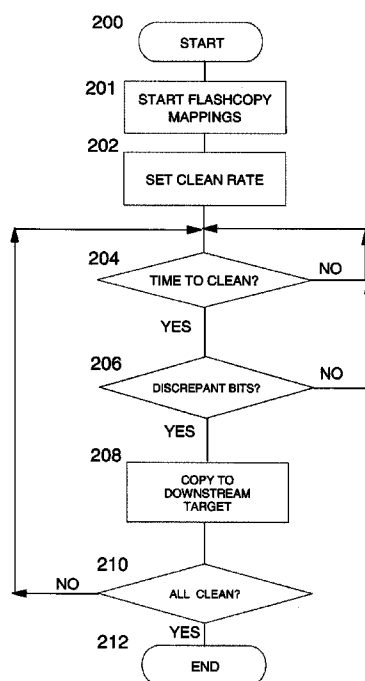 200
START
201
START FLASHCOPY
MAPPINGS
202
SET CLEAN RATE
204
TIME TO CLEAN?
NO
YES
206
DISCREPANT BITS?
NO
YES
208
COPY TO
DOWNSTREAM
TARGET
210
NO
ALL CLEAN?
YES
212
END